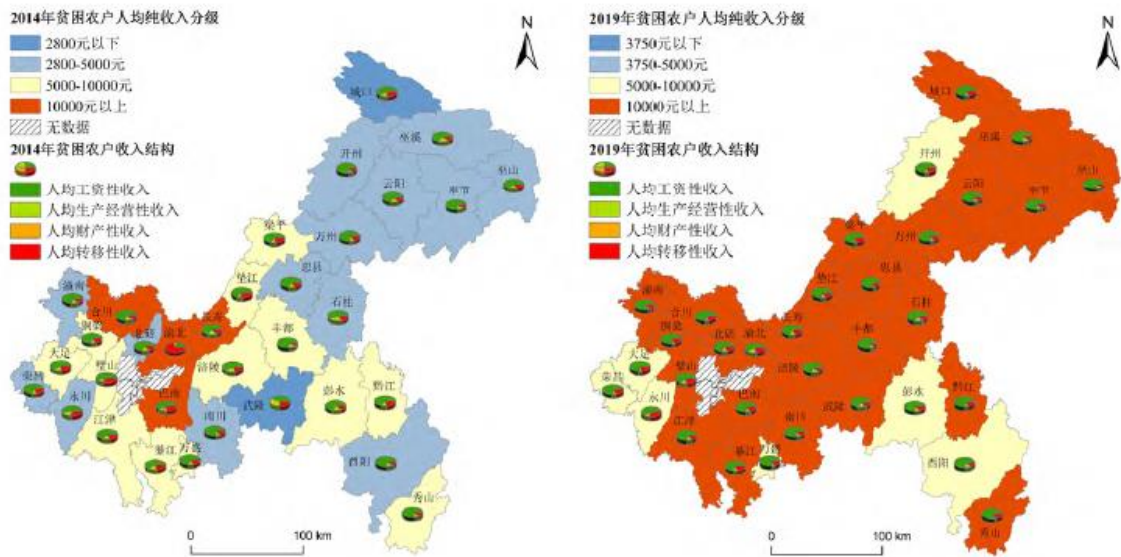 2014年贫困农户人均纯收入分级
2800元以下
2800-5000元
5000-10000元
10000元以上
无数据
2014年贫困农户收入结构
人均工资性收入
人均生产经营性收入
人均财产性收入
人均转移性收入
N
城口
巫溪
开州
云阳
巫山
奉节
万州
梁平
忠县
垫江
石柱
潼南
合川
长寿
铜梁
北碚
渝北
丰都
大足
璧山
涪陵
荣昌
永川
巴南
武隆
彭水
黔江
江津
南川
綦江
万盛
酉阳
秀山
0
100 km
2019年贫困农户人均纯收入分级
3750元以下
3750-5000元
5000-10000元
10000元以上
无数据
2019年贫困农户收入结构
人均工资性收入
人均生产经营性收入
人均财产性收入
人均转移性收入
N
城口
巫溪
开州
云阳
巫山
奉节
万州
梁平
忠县
垫江
石柱
潼南
合川
长寿
铜梁
北碚
渝北
丰都
大足
璧山
涪陵
荣昌
永川
巴南
武隆
彭水
黔江
江津
南川
綦江
万盛
酉阳
秀山
0
100 km